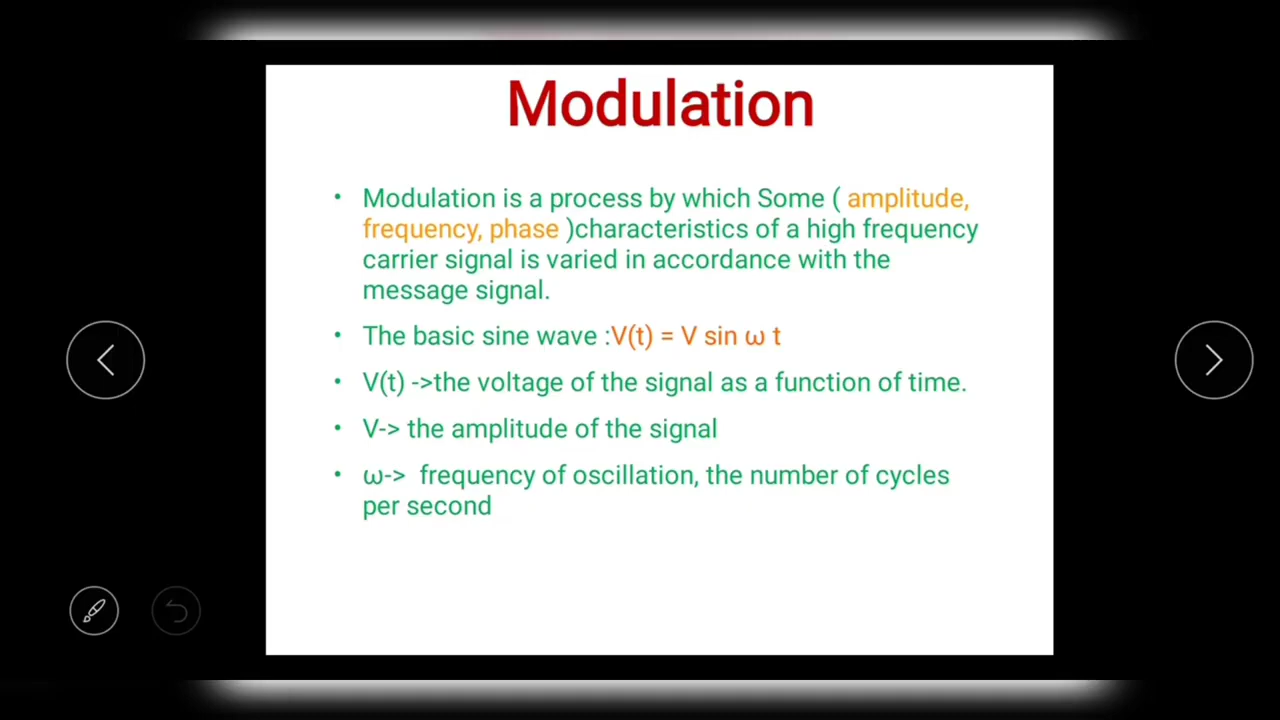 Modulation
• Modulation is a process by which Some ( amplitude,
frequency, phase )characteristics of a high frequency
carrier signal is varied in accordance with the
message signal.
• The basic sine wave :V(t) = V sin ω t
• V(t) ->the voltage of the signal as a function of time.
• V-> the amplitude of the signal
• ω-> frequency of oscillation, the number of cycles
per second